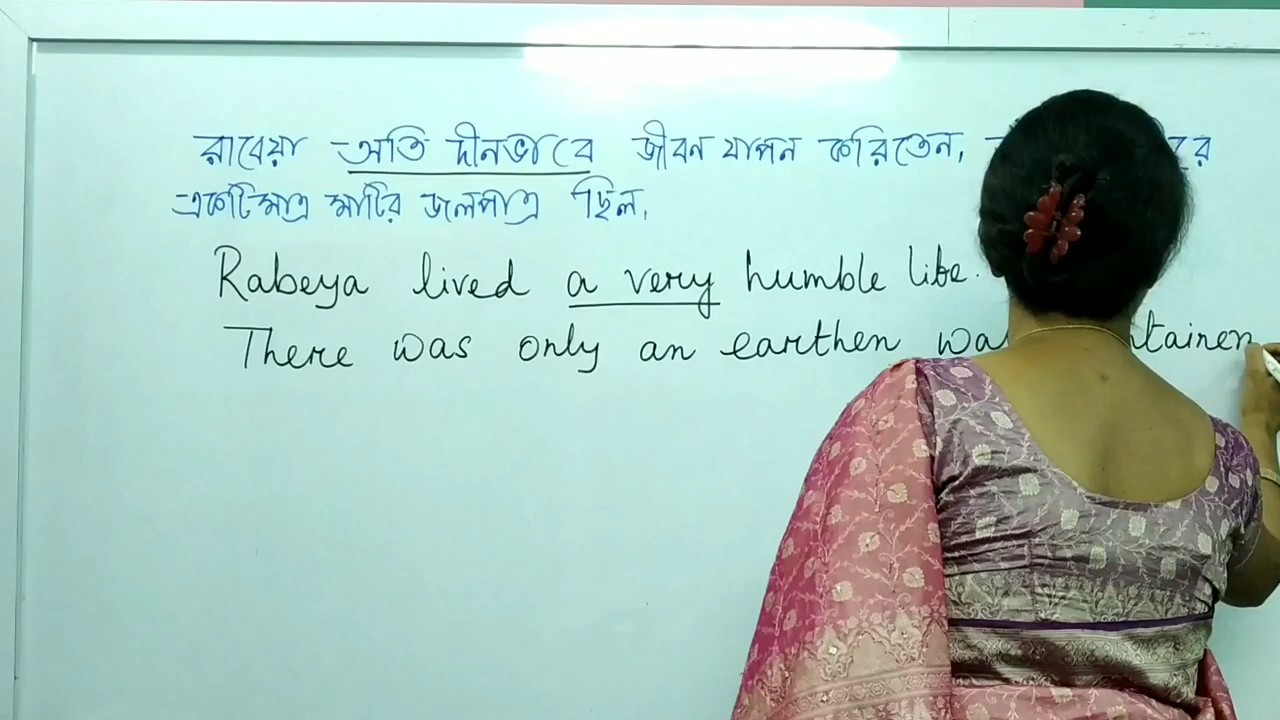 রাবেয়া অতি দীনভাবে জীবন যাপন করিতেন,
একটিমাত্র মাটির জলপাত্র ছিল,
Rabeya lived a very humble life.
There was only an earthen